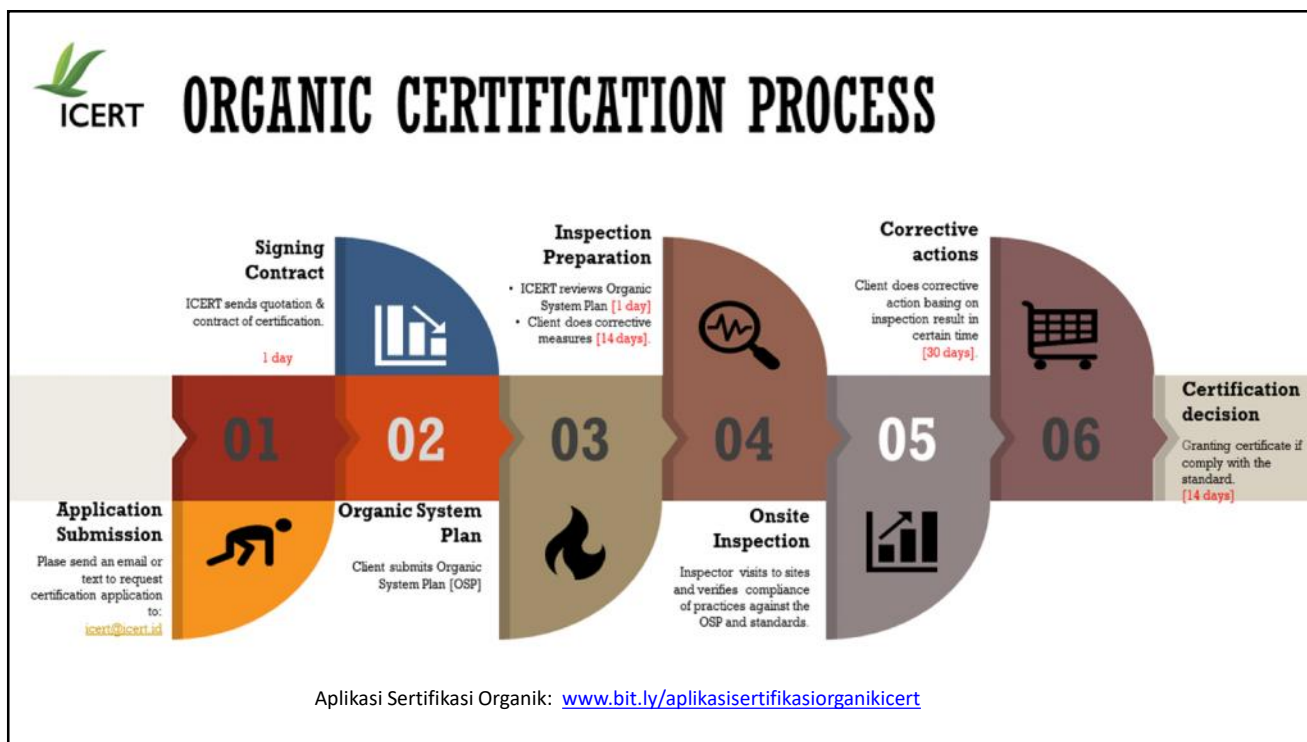 ICERT
ORGANIC CERTIFICATION PROCESS
Application
Submission
Plase send an email or
text to request
certification application
to:
icert@icert.id
01
Signing
Contract
ICERT sends quotation &
contract of certification.
1 day
02
Organic System
Plan
Client submits Organic
System Plan [OSP]
03
Inspection
Preparation
• ICERT reviews Organic
System Plan [1 day]
• Client does corrective
measures [14 days].
04
Onsite
Inspection
Inspector visits to sites
and verifies compliance
of practices against the
OSP and standards.
05
Corrective
actions
Client does corrective
action basing on
inspection result in
certain time
[30 days].
06
Certification
decision
Granting certificate if
comply with the
standard.
[14 days]
Aplikasi Sertifikasi Organik: www.bit.ly/aplikasisertifikasiorganikicert